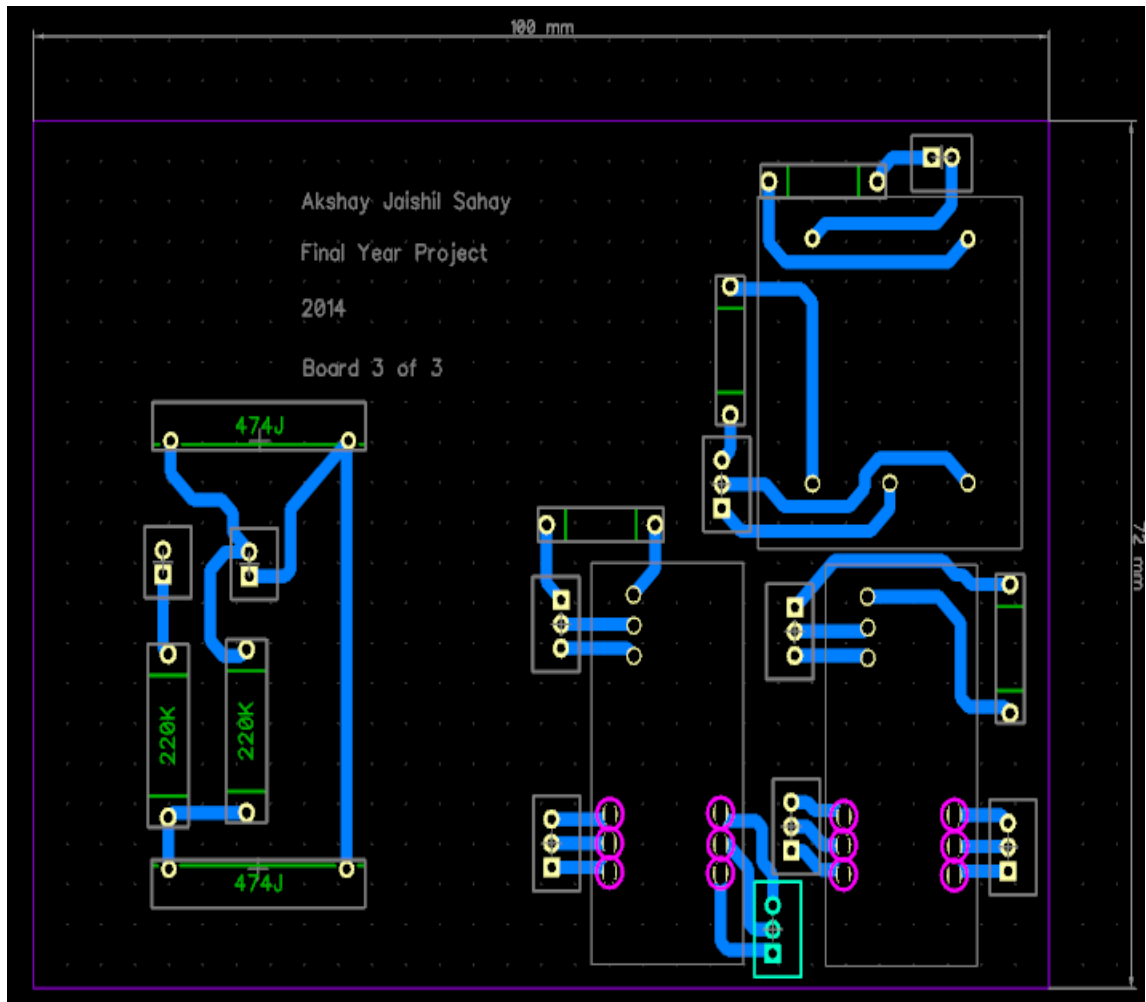 100 mm
Akshay Jaishil Sahay
Final Year Project
2014
Board 3 of 3
474J
72 mm
220K
220K
474J